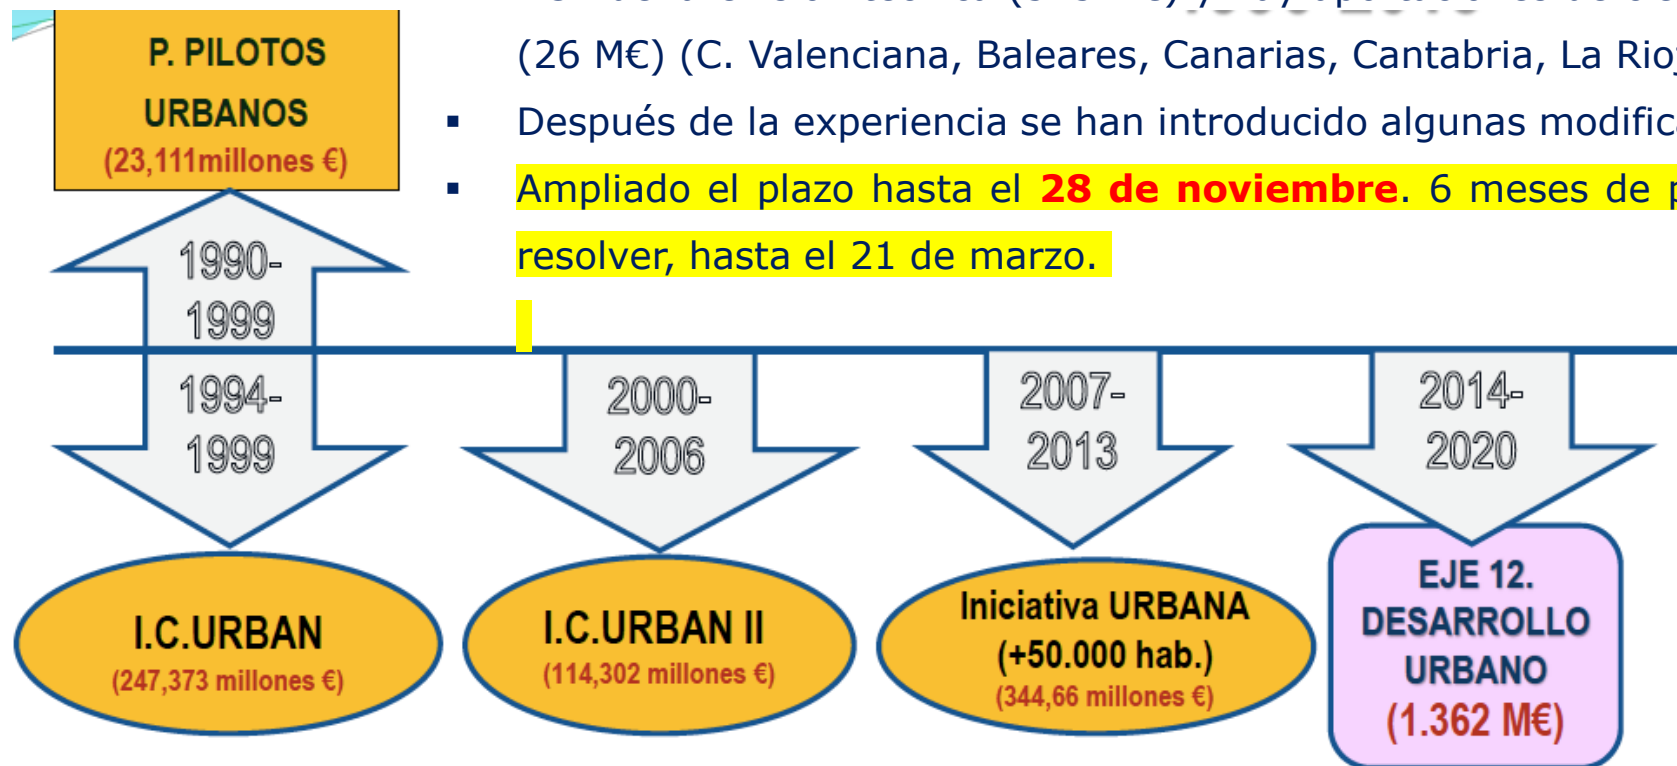 P. PILOTOS
URBANOS
(23,111millones €)
(26 M€) (C. Valenciana, Baleares, Canarias, Cantabria, La
▪ Después de la experiencia se han introducido algunas
▪ Ampliado el plazo hasta el 28 de noviembre. 6 meses de
resolver, hasta el 21 de marzo.
1990-
1999
1994-
1999
2000-
2006
2007-
2013
2014-
2020
I.C.URBAN
(247,373 millones €)
I.C.URBAN II
(114,302 millones €)
Iniciativa URBANA
(+50.000 hab.)
(344,66 millones €)
EJE 12.
DESARROLLO
URBANO
(1.362 M€)